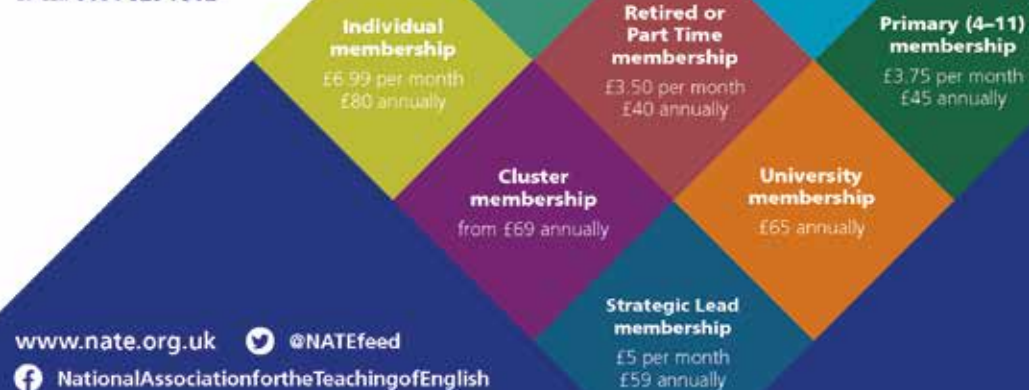 Individual
membership
£6.99 per month
£80 annually
Retired or
Part Time
membership
£3.50 per month
£40 annually
Primary (4–11)
membership
£3.75 per month
£45 annually
Cluster
membership
from £69 annually
University
membership
£65 annually
Strategic Lead
membership
£5 per month
£59 annually
www.nate.org.uk @NATEfeed
NationalAssociationfortheTeachingofEnglish